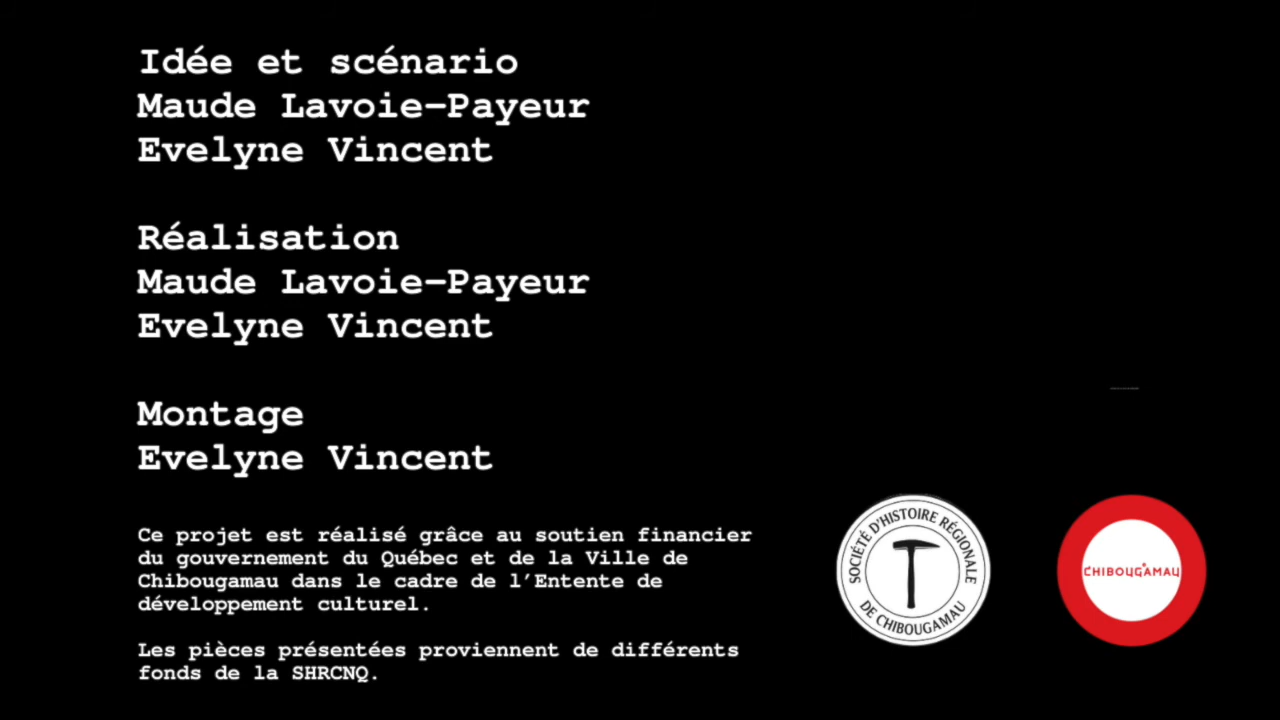 Idée et scénario
Maude Lavoie-Payeur
Evelyne Vincent
Réalisation
Maude Lavoie-Payeur
Evelyne Vincent
Montage
Evelyne Vincent
Ce projet est réalisé grâce au soutien financier
du gouvernement du Québec et de la Ville de
Chibougamau dans le cadre de l'Entente de
développement culturel.
Les pièces présentées proviennent de différents
fonds de la SHRCNQ.
SOCIÉTÉ D'HISTOIRE RÉGIONALE
DE CHIBOUGAMAU
CHIBOUGAMAU